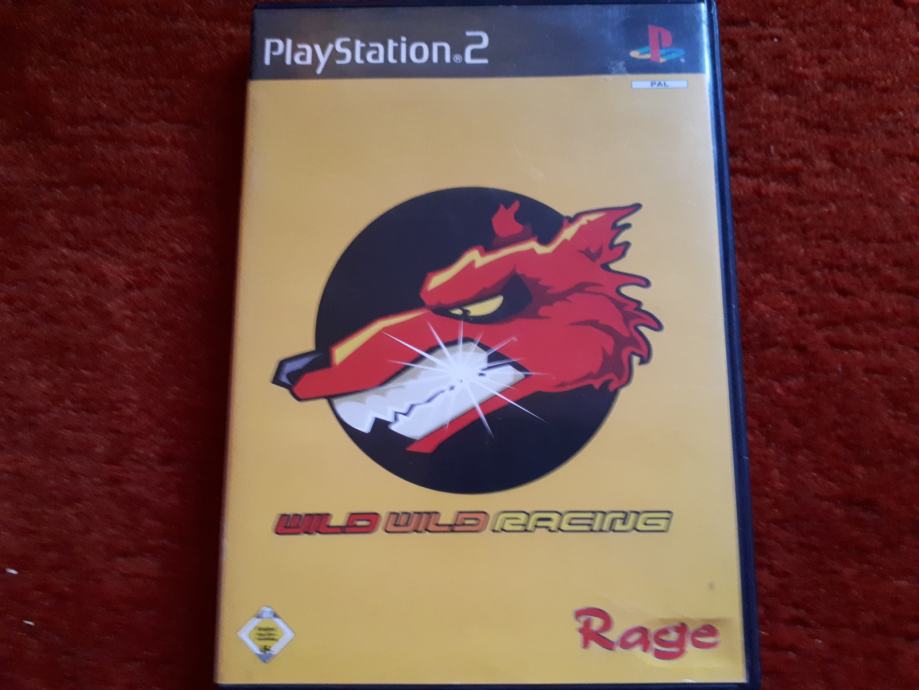 PlayStation®2
PAL
WILD WILD RACING
Rage